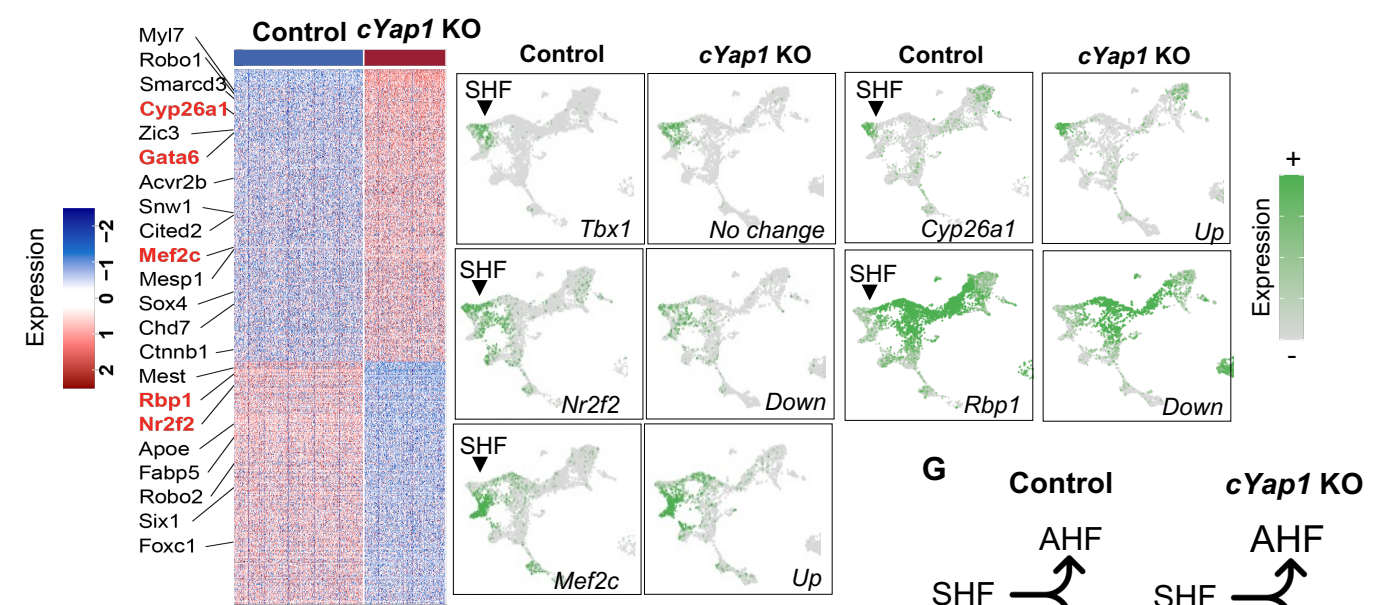 Control cYap1 KO
Myl7
Robo1
Smarcd3
Cyp26a1
Zic3
Gata6
Acvr2b
Snw1
Cited2
Mef2c
Mesp1
Sox4
Chd7
Ctnnb1
Mest
Rbp1
Nr2f2
Apoe
Fabp5
Robo2
Six1
Foxc1
Expression
-2
-1
0
1
2
Control
cYap1 KO
Control
cYap1 KO
SHF
Tbx1
No change
SHF
Cyp26a1
Up
SHF
Nr2f2
Down
SHF
Rbp1
Down
SHF
Mef2c
Up
+
Expression
-
G
Control
cYap1 KO
AHF
AHF
SHF
SHF